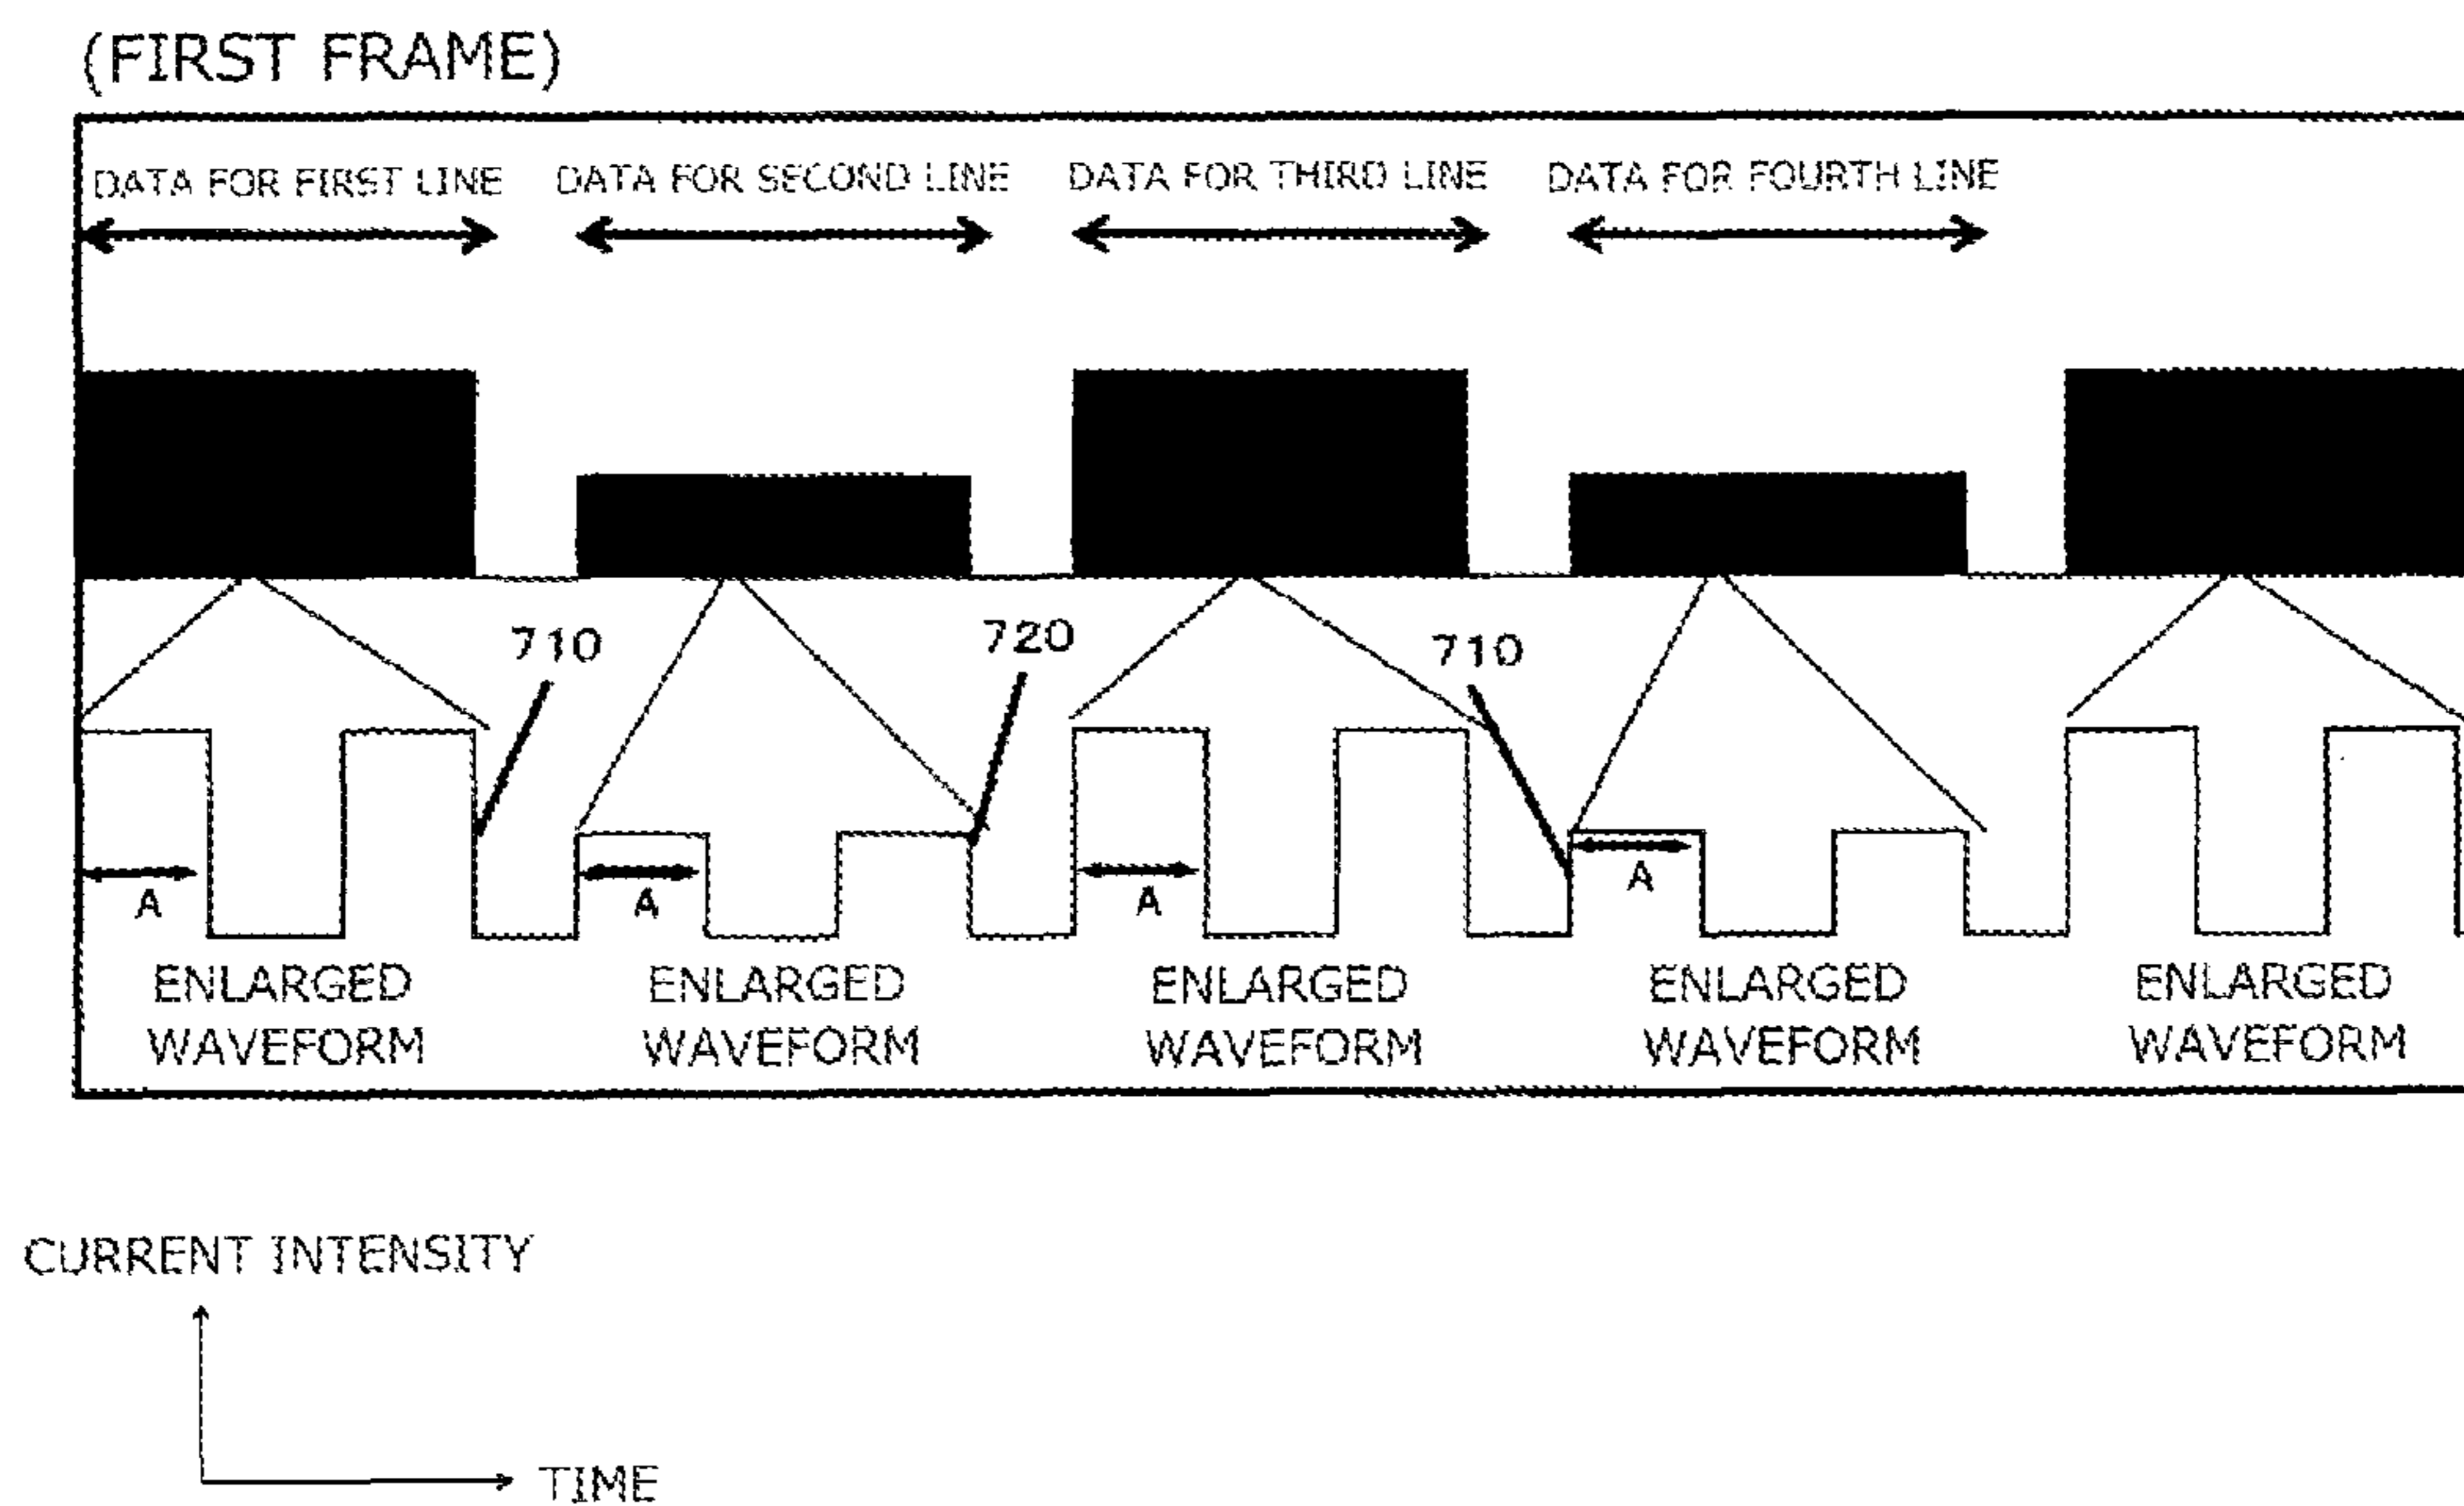 (FIRST FRAME)
DATA FOR FIRST LINE DATA FOR SECOND LINE DATA FOR THIRD LINE DATA FOR FOURTH LINE
710 720 710
A A A A
ENLARGED WAVEFORM ENLARGED WAVEFORM ENLARGED WAVEFORM ENLARGED WAVEFORM ENLARGED WAVEFORM
CURRENT INTENSITY
TIME